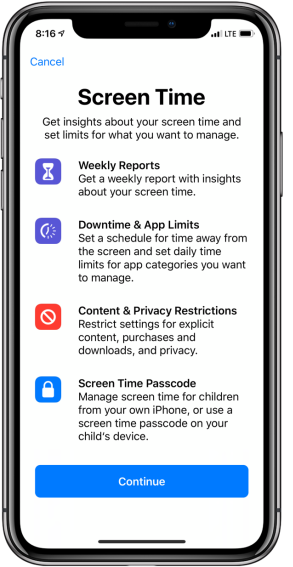 8:16 LTE
Cancel
Screen Time
Get insights about your screen time and
set limits for what you want to manage.
Weekly Reports
Get a weekly report with insights
about your screen time.
Downtime & App Limits
Set a schedule for time away from
the screen and set daily time
limits for app categories you want
to manage.
Content & Privacy Restrictions
Restrict settings for explicit
content, purchases and
downloads, and privacy.
Screen Time Passcode
Manage screen time for children
from your own iPhone, or use a
screen time passcode on your
child's device.
Continue